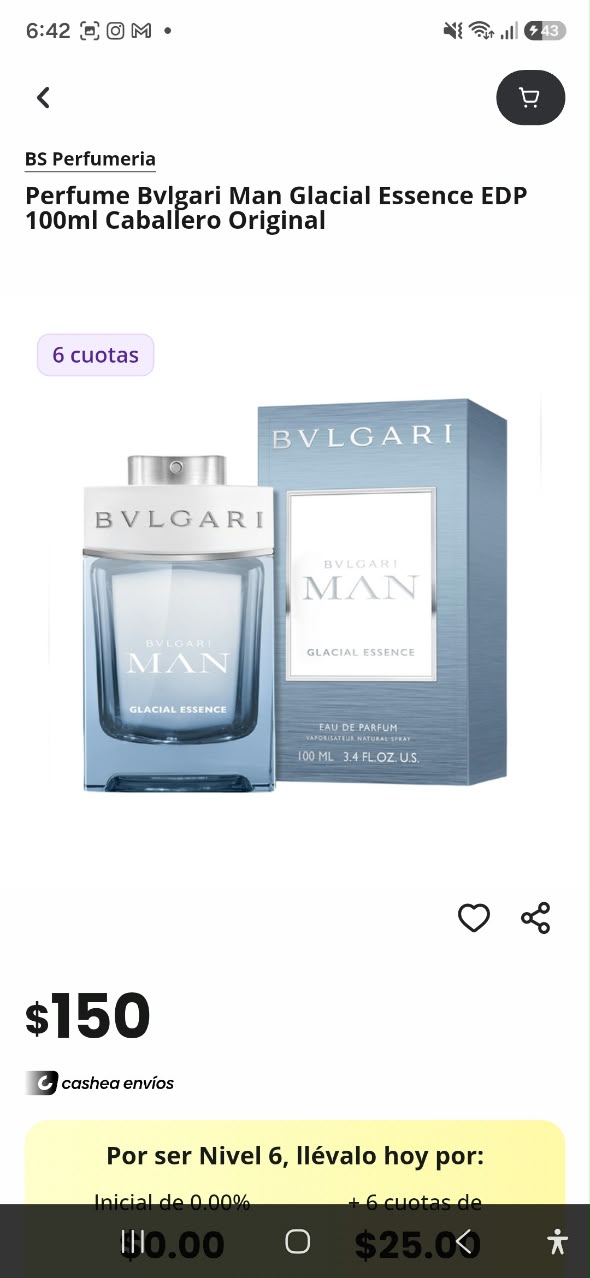 6:42
43
BS Perfumeria
Perfume Bvlgari Man Glacial Essence EDP
100ml Caballero Original
6 cuotas
BVLGARI
BVLGARI
MAN
GLACIAL ESSENCE
BVLGARI
BVLGARI
MAN
GLACIAL ESSENCE
EAU DE PARFUM
VAPORISATEUR NATURAL SPRAY
100 ML 3.4 FL.OZ. U.S.
$150
cashea envíos
Por ser Nivel 6, llévalo hoy por:
Inicial de 0.00% + 6 cuotas de
$0.00 $25.00